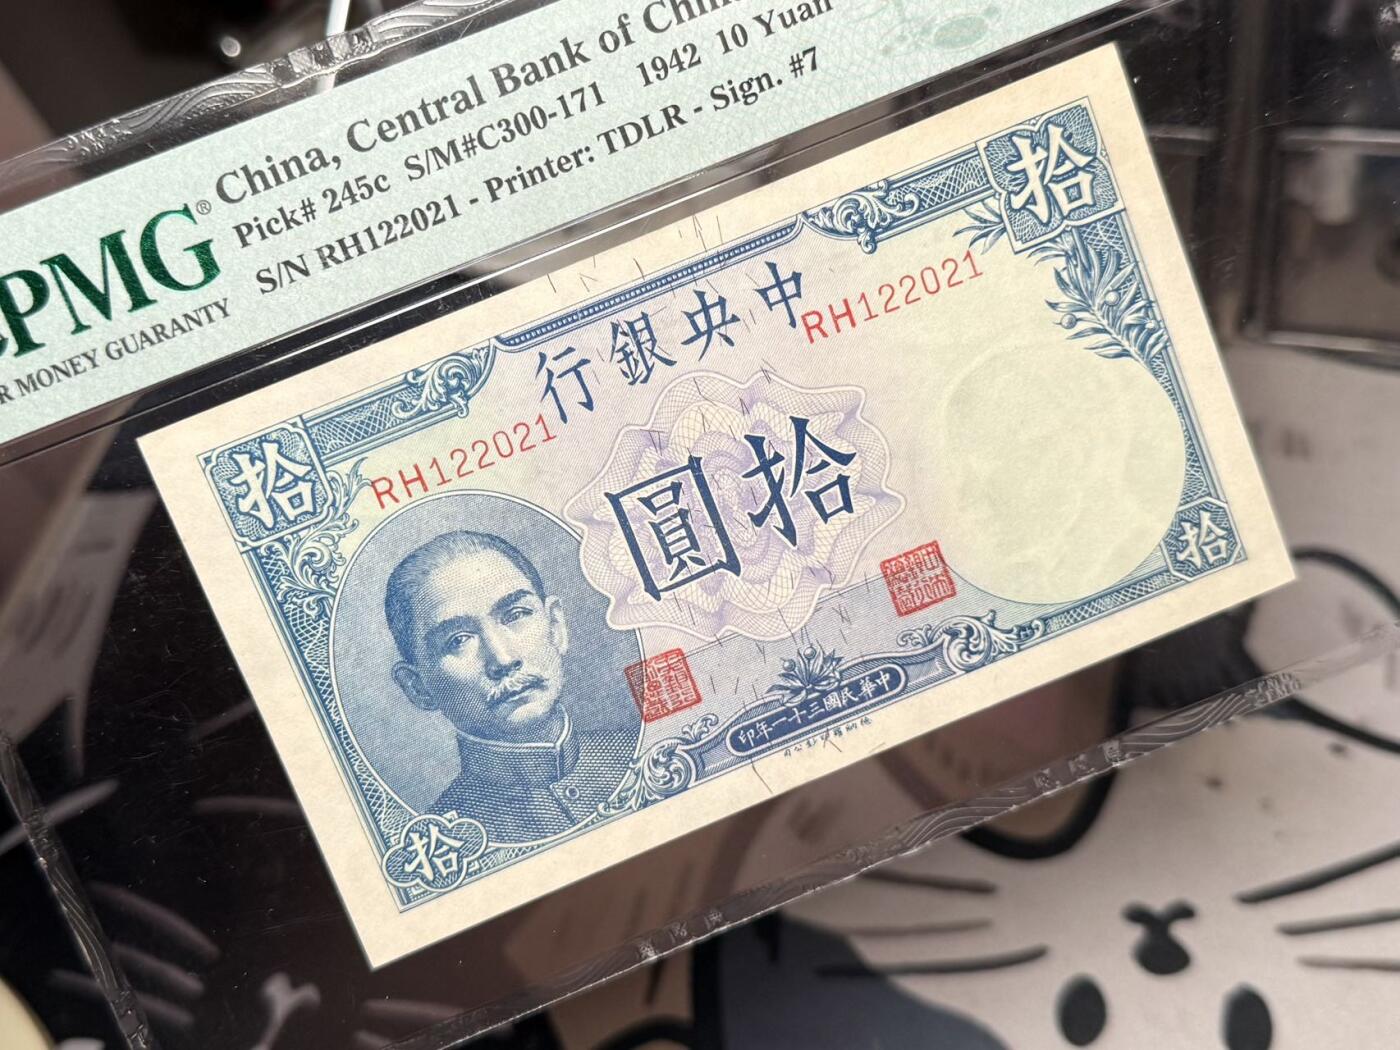 China, Central Bank of China
Pick# 245c S/M#C300-171 1942 10 Yuan
S/N RH122021 - Printer: TDLR - Sign. #7
PMG®
MONEY GUARANTY
拾
中央銀行
RH122021
拾
RH122021
拾圓
拾
中華民國三十一年印
拾